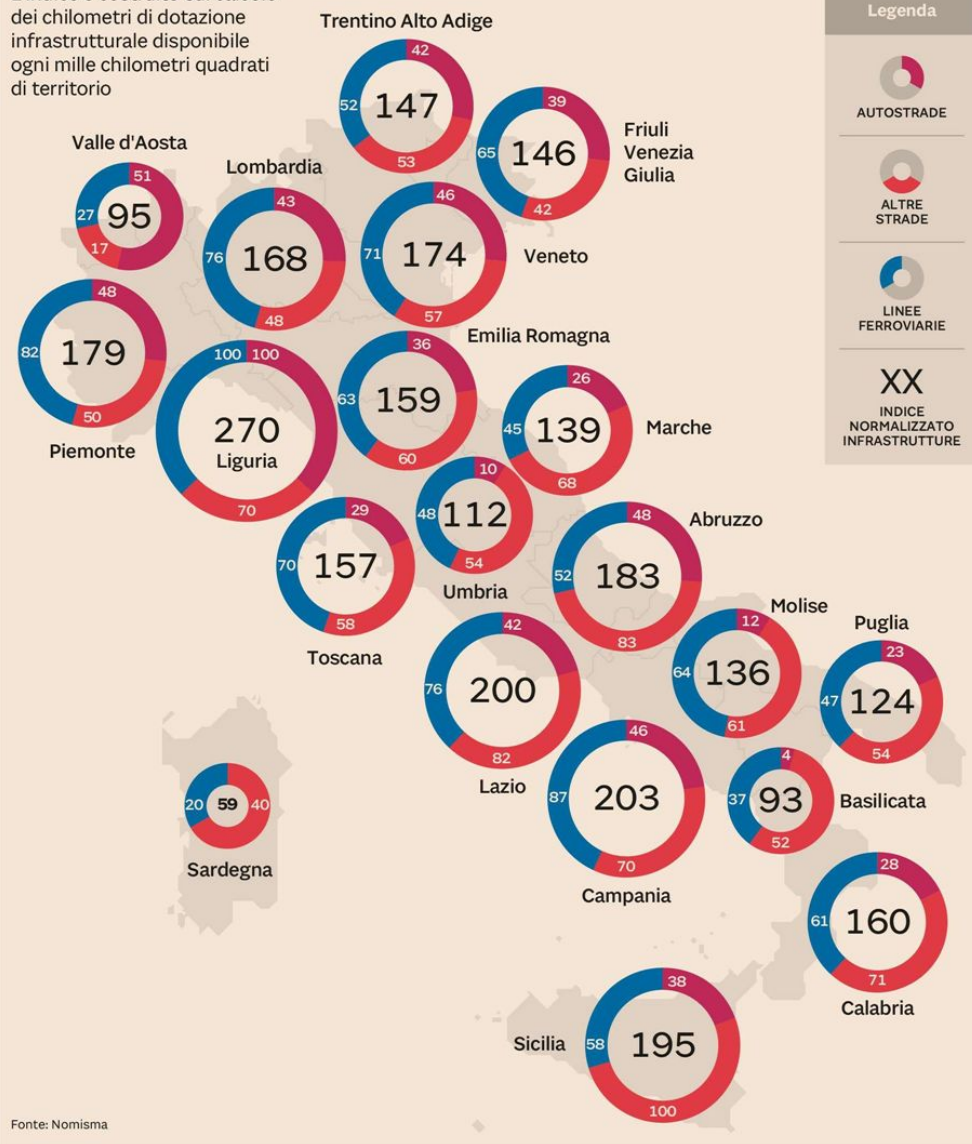 dei chilometri di dotazione
infrastrutturale disponibile
ogni mille chilometri quadrati
di territorio
Legenda
AUTOSTRADE
ALTRE
STRADE
LINEE
FERROVIARIE
XX
INDICE
NORMALIZZATO
INFRASTRUTTURE
Trentino Alto Adige
42
52
147
53
Friuli
Venezia
Giulia
39
65
146
42
Valle d'Aosta
51
27
95
17
Lombardia
43
76
168
48
46
71
174
57
Veneto
48
82
179
50
Piemonte
100
100
270
Liguria
70
Emilia Romagna
36
63
159
60
26
45
139
68
Marche
10
48
112
54
Umbria
29
70
157
58
Toscana
48
52
183
83
Abruzzo
Molise
12
64
136
61
Puglia
23
47
124
54
42
76
200
82
Lazio
46
87
203
70
Campania
4
37
93
52
Basilicata
20
59
40
Sardegna
28
61
160
71
Calabria
38
Sicilia
58
195
100
Fonte: Nomisma